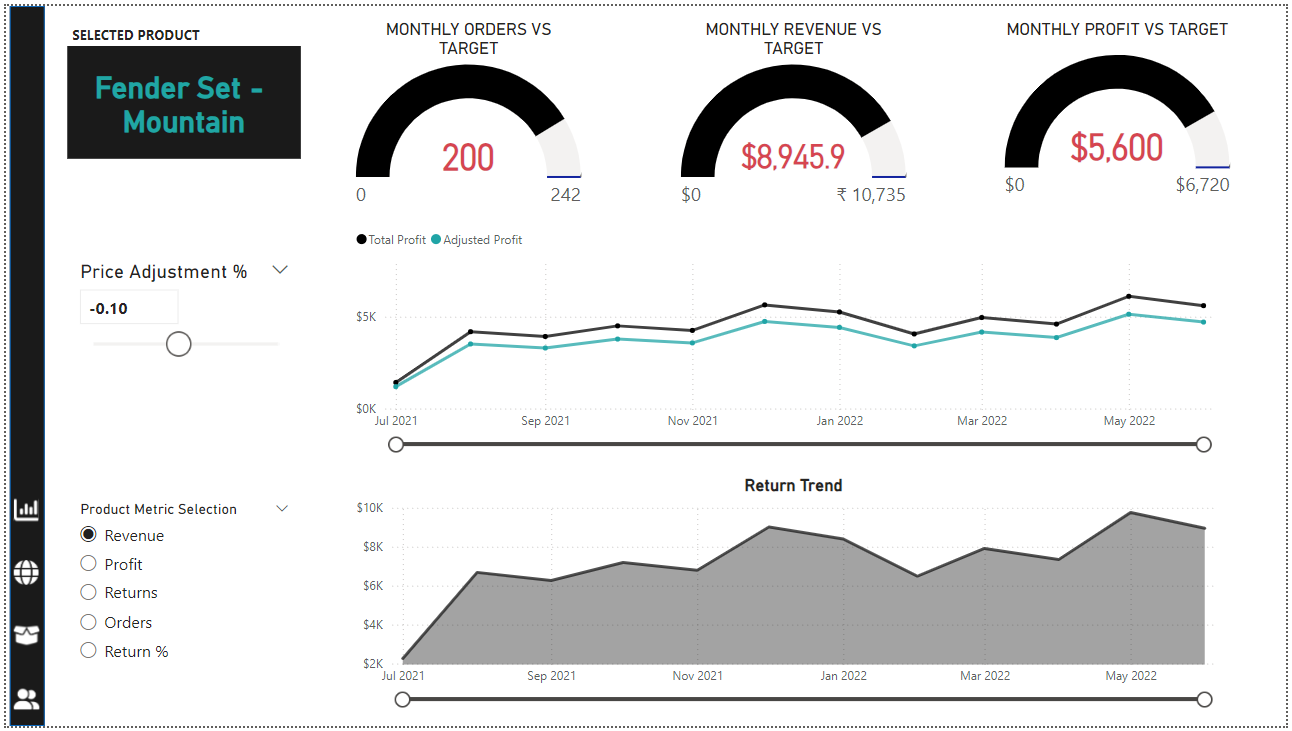 SELECTED PRODUCT
Fender Set -
Mountain
MONTHLY ORDERS VS
TARGET
200
0
242
MONTHLY REVENUE VS
TARGET
$8,945.9
$0
₹ 10,735
MONTHLY PROFIT VS TARGET
$5,600
$0
$6,720
Price Adjustment %
-0.10
Total Profit
Adjusted Profit
$5K
$0K
Jul 2021
Sep 2021
Nov 2021
Jan 2022
Mar 2022
May 2022
Product Metric Selection
Revenue
Profit
Returns
Orders
Return %
Return Trend
$10K
$8K
$6K
$4K
$2K
Jul 2021
Sep 2021
Nov 2021
Jan 2022
Mar 2022
May 2022